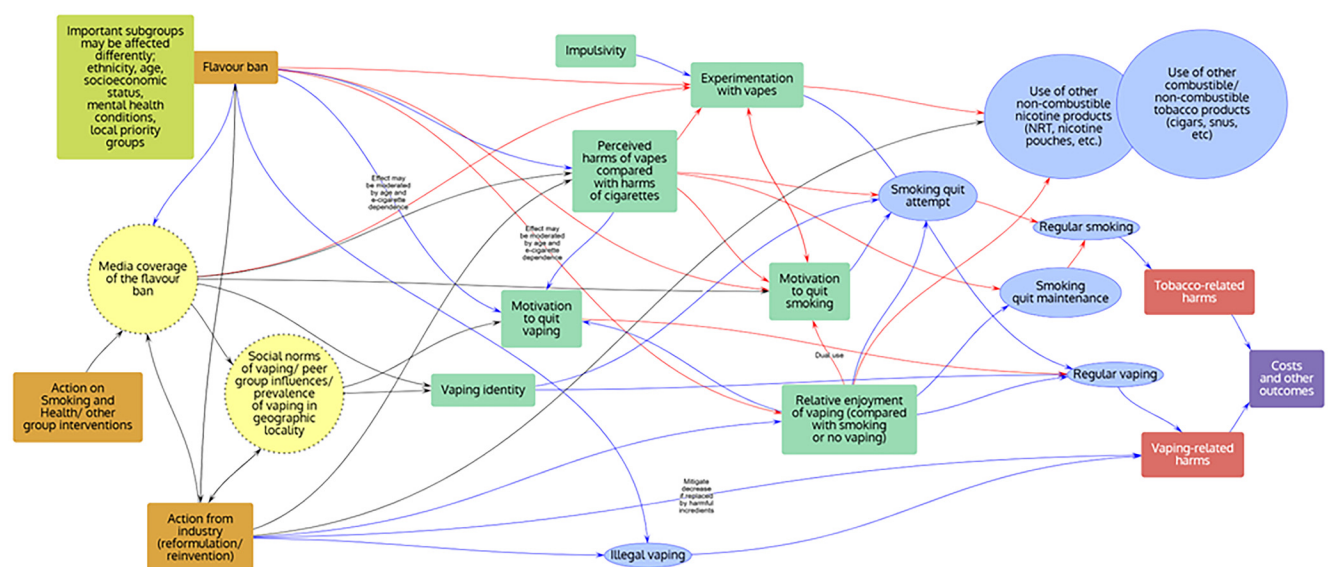 Important subgroups
may be affected
differently;
ethnicity, age,
socioeconomic
status,
mental health
conditions,
local priority
groups
Flavour ban
Impulsivity
Experimentation
with vapes
Use of other
non-combustible
nicotine products
(NRT, nicotine
pouches, etc.)
Use of other
combustible/
non-combustible
tobacco products
(cigars, snus,
etc)
Perceived
harms of vapes
compared
with harms
of cigarettes
Effect may
be moderated
by age and
e-cigarette
dependence
Smoking quit
attempt
Effect may
be moderated
by age and
e-cigarette
dependence
Regular smoking
Media coverage
of the flavour
ban
Motivation
to quit
smoking
Smoking
quit maintenance
Tobacco-related
harms
Motivation
to quit
vaping
Social norms
of vaping/ peer
group influences/
prevalence
of vaping in
geographic
locality
Dual use
Costs
and other
outcomes
Action on
Smoking and
Health/ other
group interventions
Vaping identity
Regular vaping
Relative enjoyment
of vaping (compared
with smoking
or no vaping)
Vaping-related
harms
Mitigate
decrease
if replaced
by harmful
incredients
Action from
industry
(reformulation/
reinvention)
Illegal vaping